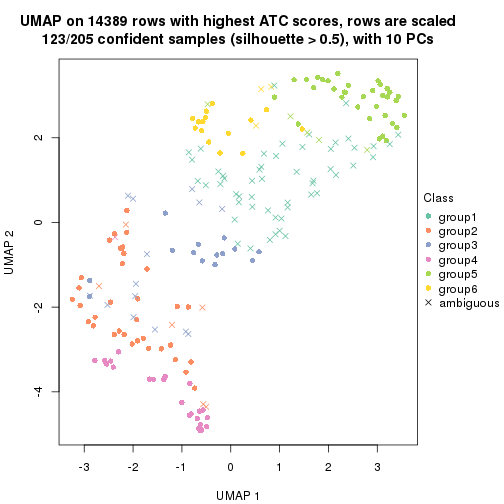 UMAP on 14389 rows with highest ATC scores, rows are scaled
123/205 confident samples (silhouette > 0.5), with 10 PCs
2
0
-2
-4
UMAP 2
-3 -2 -1 0 1 2 3
UMAP 1
Class
group1
group2
group3
group4
group5
group6
ambiguous